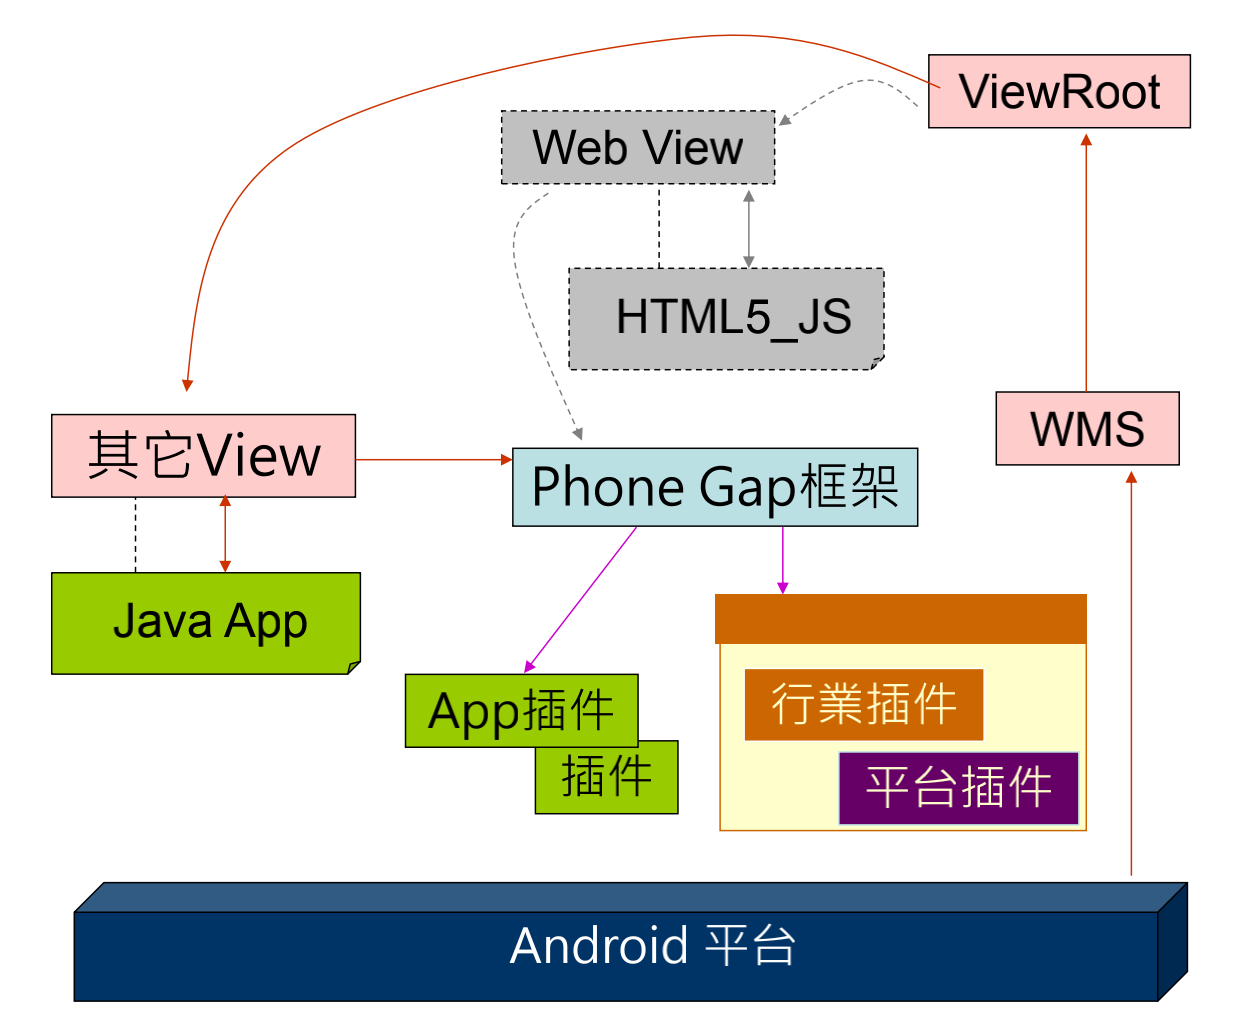 ViewRoot
Web View
HTML5_JS
WMS
其它View
Phone Gap框架
Java App
App插件
插件
行業插件
平台插件
Android 平台